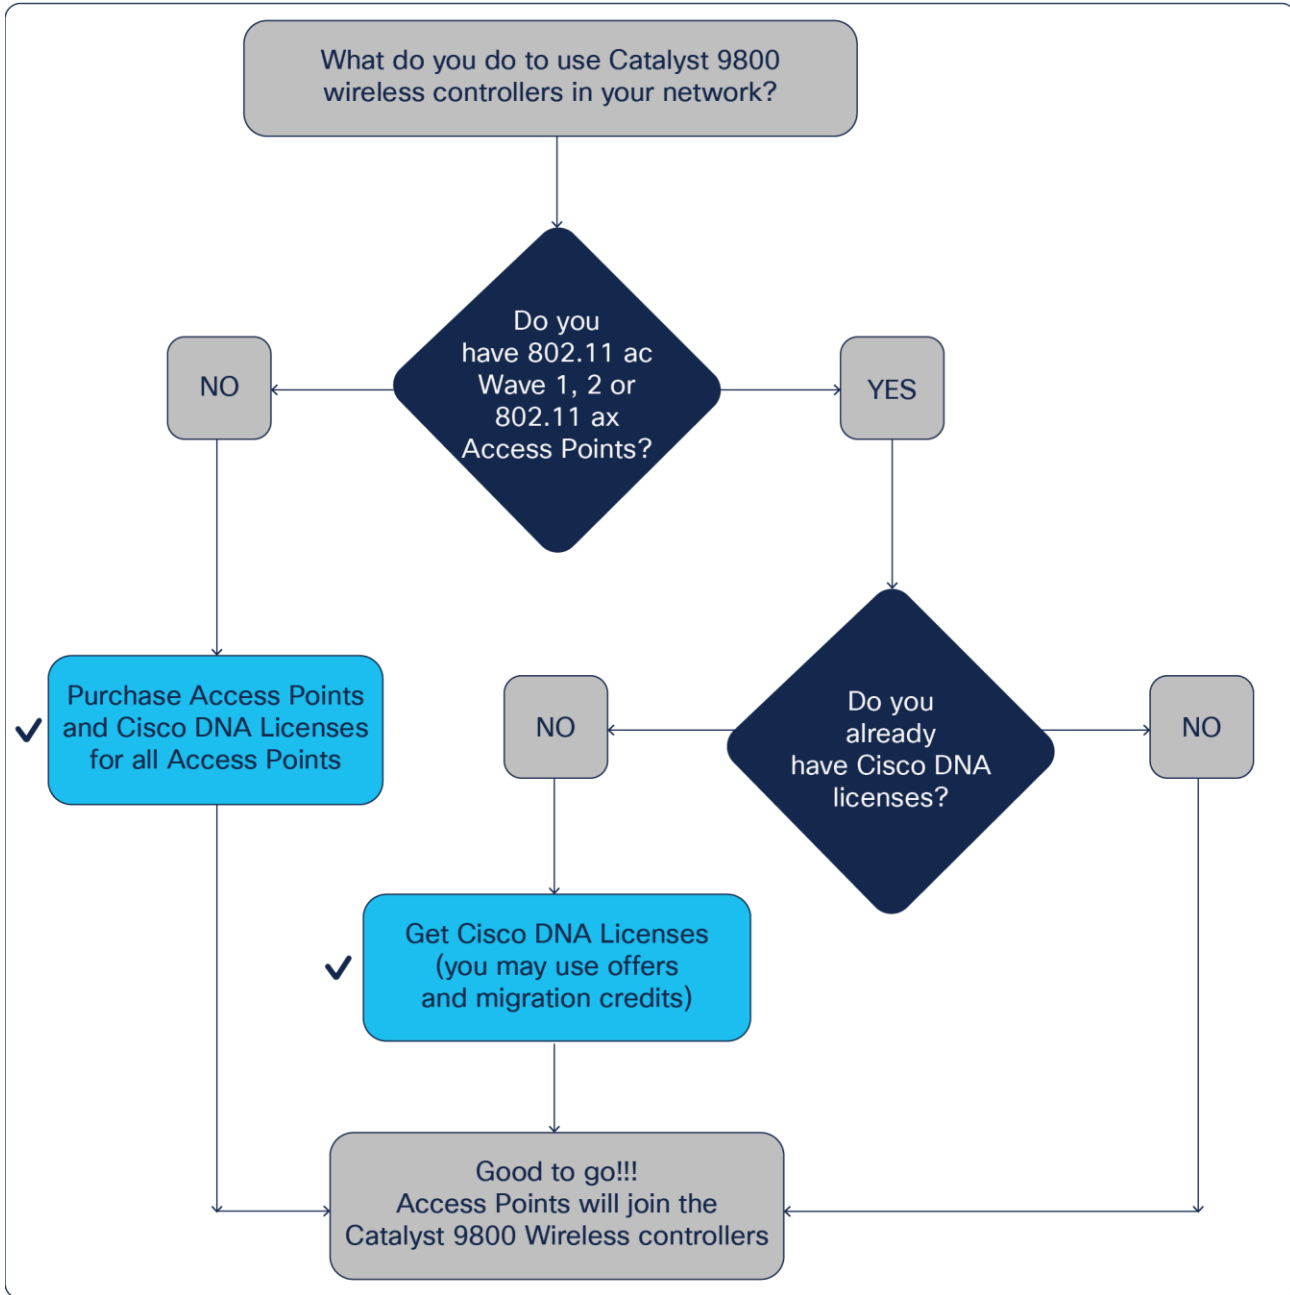 What do you do to use Catalyst 9800
wireless controllers in your network?
Do you
have 802.11 ac
Wave 1, 2 or
802.11 ax
Access Points?
NO
YES
Purchase Access Points
and Cisco DNA Licenses
for all Access Points
NO
Do you
already
have Cisco DNA
licenses?
NO
Get Cisco DNA Licenses
(you may use offers
and migration credits)
Good to go!!!
Access Points will join the
Catalyst 9800 Wireless controllers